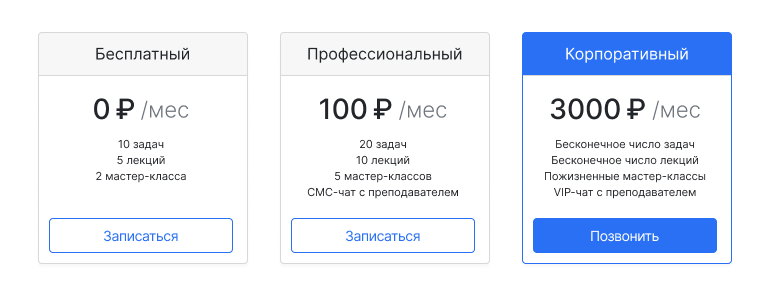 Бесплатный
0 ₽ /мес
10 задач
5 лекций
2 мастер-класса
Записаться
Профессиональный
100 ₽ /мес
20 задач
10 лекций
5 мастер-классов
СМС-чат с преподавателем
Записаться
Корпоративный
3000 ₽ /мес
Бесконечное число задач
Бесконечное число лекций
Пожизненные мастер-классы
VIP-чат с преподавателем
Позвонить